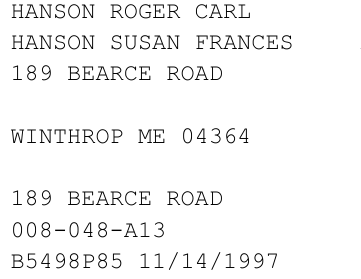 HANSON ROGER CARL
HANSON SUSAN FRANCES
189 BEARCE ROAD
WINTHROP ME 04364
189 BEARCE ROAD
008-048-A13
B5498P85 11/14/1997